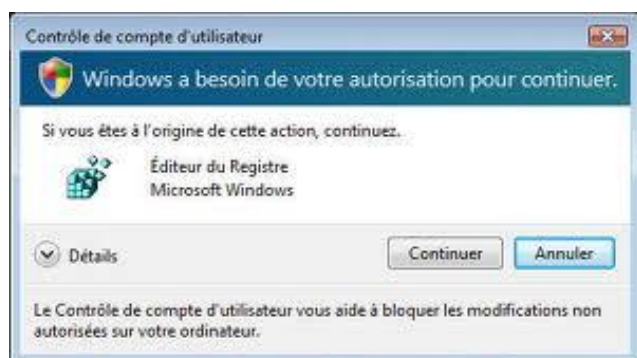 Contrôle de compte d'utilisateur
Windows a besoin de votre autorisation pour continuer.
Si vous êtes à l'origine de cette action, continuez.
Éditeur du Registre
Microsoft Windows
Détails
Continuer
Annuler
Le Contrôle de compte d'utilisateur vous aide à bloquer les modifications non
autorisées sur votre ordinateur.